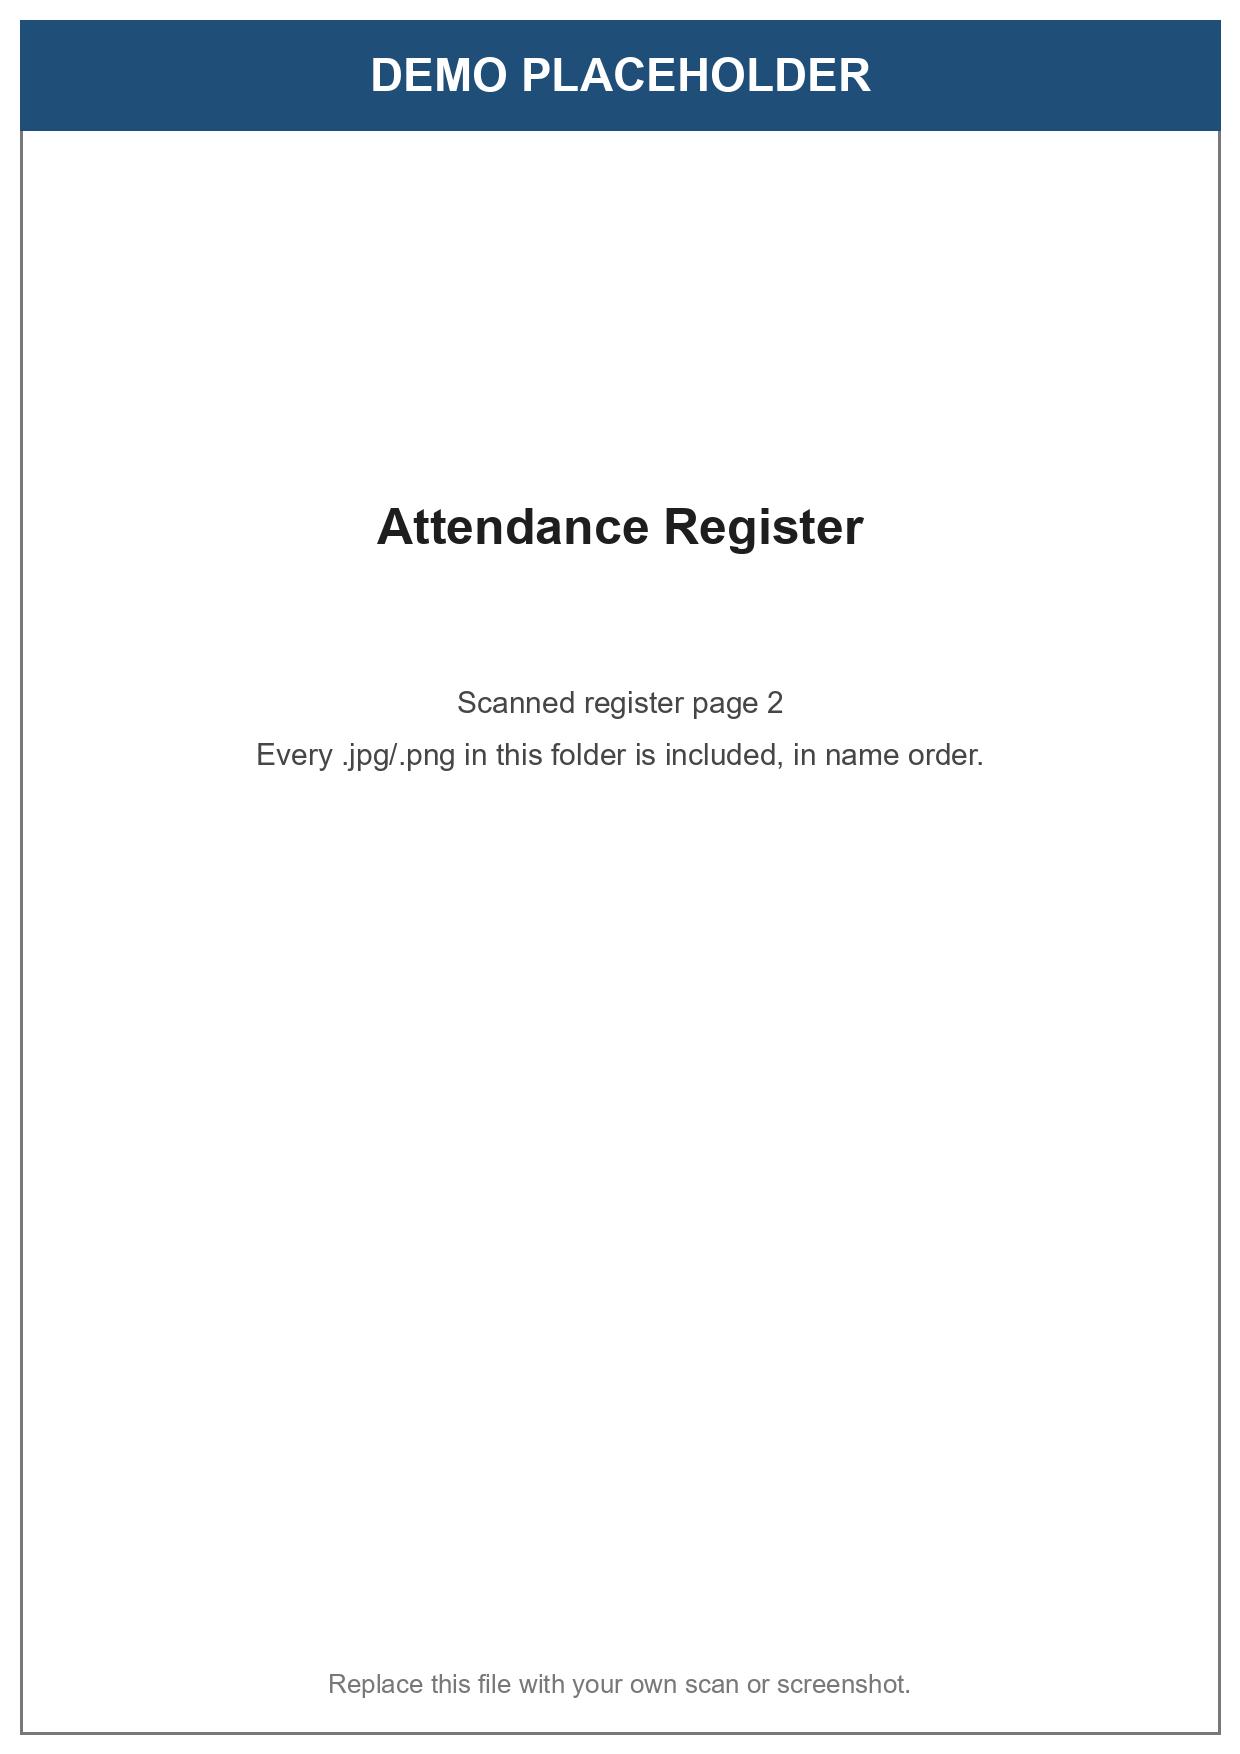 DEMO PLACEHOLDER
Attendance Register
Scanned register page 2
Every .jpg/.png in this folder is included, in name order.
Replace this file with your own scan or screenshot.